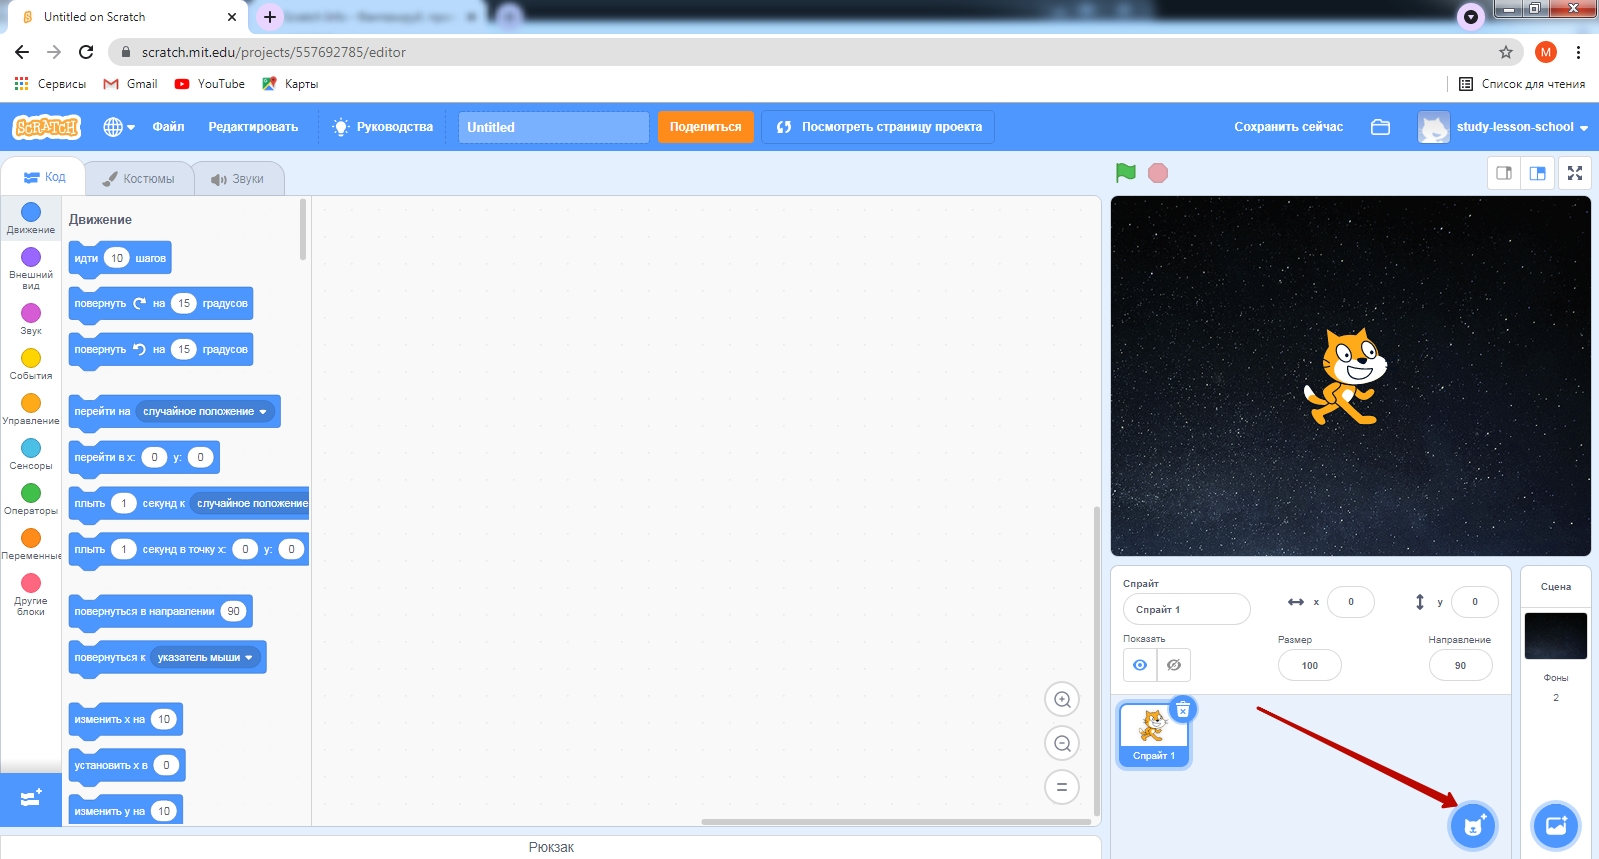 Untitled on Scratch
scratch.mit.edu/projects/557692785/editor
M
Сервисы
Gmail
YouTube
Карты
Список для чтения
SCRATCH
Файл
Редактировать
Руководства
Untitled
Поделиться
Посмотреть страницу проекта
Сохранить сейчас
study-lesson-school
Код
Костюмы
Звуки
Движение
Внешний
вид
Звук
События
Управление
Сенсоры
Операторы
Переменные
Другие
блоки
Движение
идти 10 шагов
повернуть на 15 градусов
повернуть на 15 градусов
перейти на случайное положение
перейти в x: 0 y: 0
плыть 1 секунд к случайное положение
плыть 1 секунд в точку x: 0 y: 0
повернуться в направлении 90
повернуться к указатель мыши
изменить x на 10
установить x в 0
изменить y на 10
Рюкзак
Спрайт
Спрайт 1
x 0
y 0
Показать
Размер
100
Направление
90
Спрайт 1
Сцена
Фоны
2